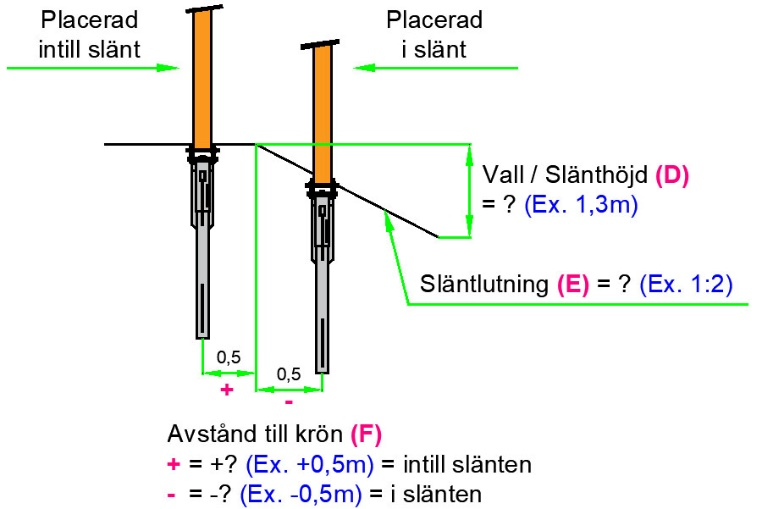 Placerad
intill slänt
Placerad
i slänt
Vall / Slänthöjd (D)
= ? (Ex. 1,3m)
Släntlutning (E) = ? (Ex. 1:2)
0,5
+
0,5
-
Avstånd till krön (F)
+ = +? (Ex. +0,5m) = intill slänten
- = -? (Ex. -0,5m) = i slänten